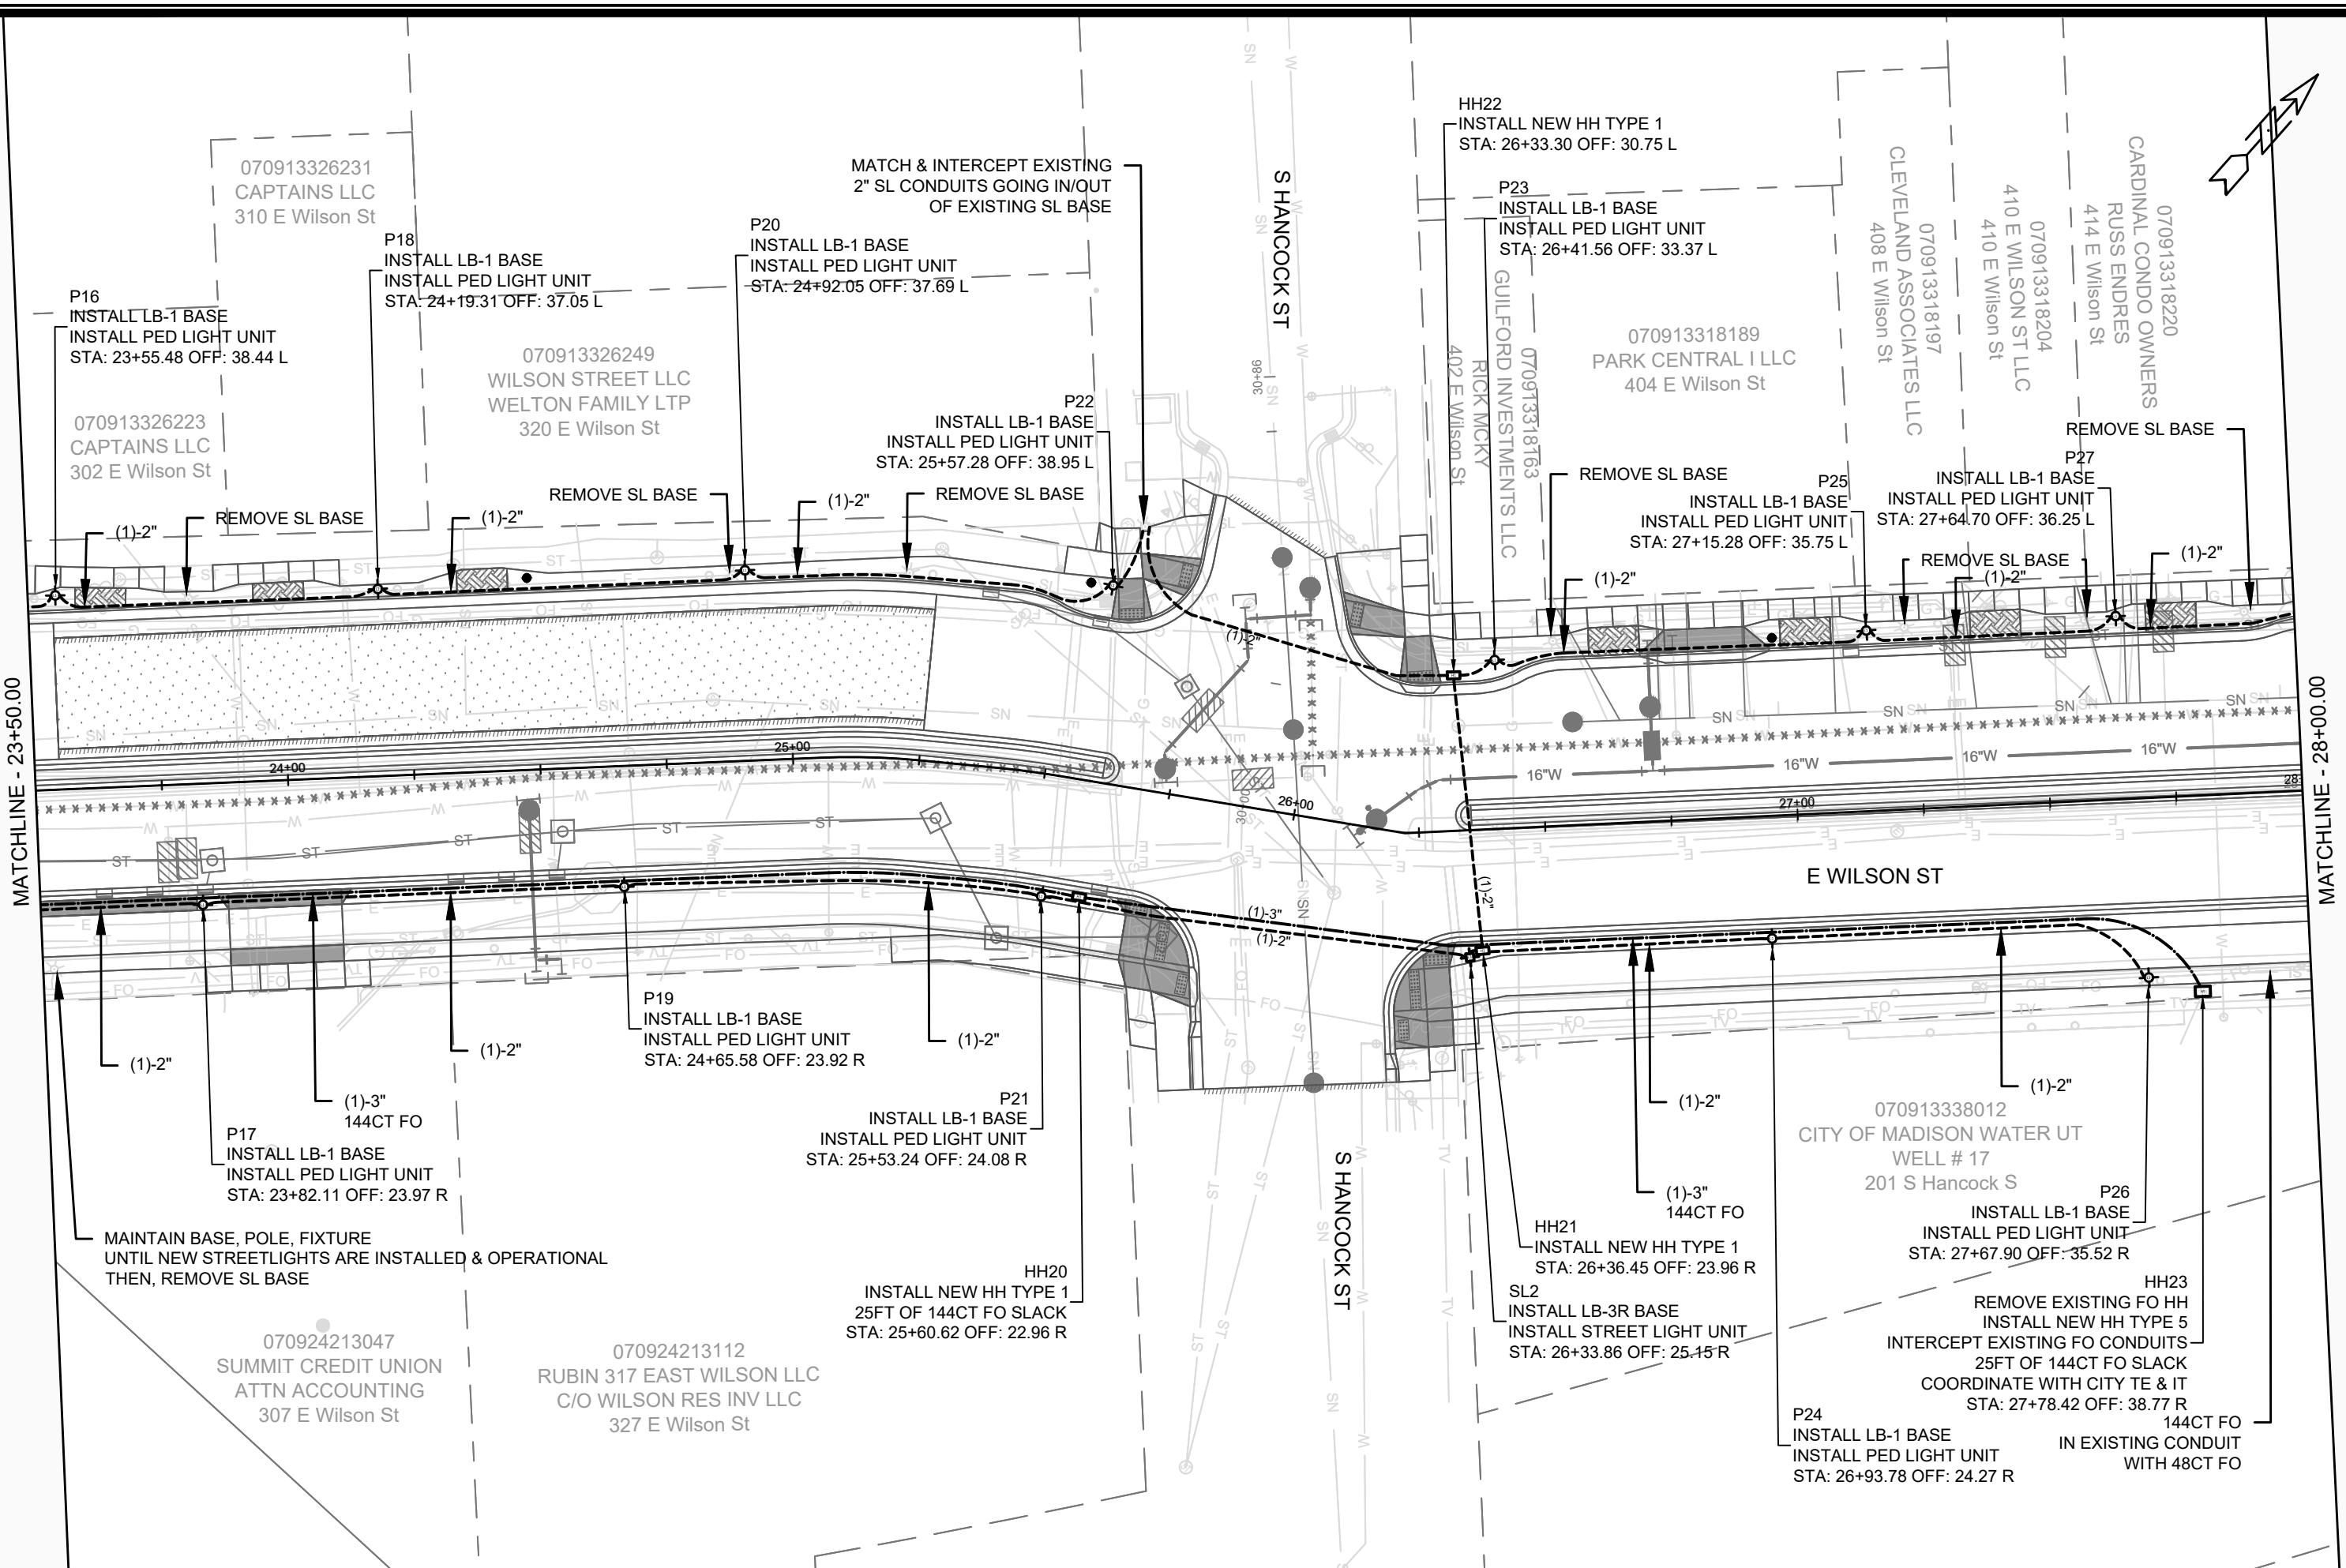 HH22
INSTALL NEW HH TYPE 1
STA: 26+33.30 OFF: 30.75 L
MATCH & INTERCEPT EXISTING
2" SL CONDUITS GOING IN/OUT
OF EXISTING SL BASE
070913326231
CAPTAINS LLC
310 E Wilson St
P18
INSTALL LB-1 BASE
INSTALL PED LIGHT UNIT
STA: 24+19.31 OFF: 37.05 L
P20
INSTALL LB-1 BASE
INSTALL PED LIGHT UNIT
STA: 24+92.05 OFF: 37.69 L
S HANCOCK ST
P23
INSTALL LB-1 BASE
INSTALL PED LIGHT UNIT
STA: 26+41.56 OFF: 33.37 L
P16
INSTALL LB-1 BASE
INSTALL PED LIGHT UNIT
STA: 23+55.48 OFF: 38.44 L
070913326223
CAPTAINS LLC
302 E Wilson St
070913326249
WILSON STREET LLC
WELTON FAMILY LTP
320 E Wilson St
P22
INSTALL LB-1 BASE
INSTALL PED LIGHT UNIT
STA: 25+57.28 OFF: 38.95 L
30+86
070913318163
GUILFORD INVESTMENTS LLC
RICK MCKY
402 E Wilson St
070913318189
PARK CENTRAL I LLC
404 E Wilson St
070913318197
CLEVELAND ASSOCIATES LLC
408 E Wilson St
070913318204
410 E WILSON ST LLC
410 E Wilson St
070913318220
CARDINAL CONDO OWNERS
RUSS ENDRES
414 E Wilson St
REMOVE SL BASE
P27
INSTALL LB-1 BASE
INSTALL PED LIGHT UNIT
STA: 27+64.70 OFF: 36.25 L
P25
INSTALL LB-1 BASE
INSTALL PED LIGHT UNIT
STA: 27+15.28 OFF: 35.75 L
REMOVE SL BASE
REMOVE SL BASE
REMOVE SL BASE
REMOVE SL BASE
REMOVE SL BASE
(1)-2"
(1)-2"
(1)-2"
(1)-2"
(1)-2"
(1)-2"
(1)-2"
MATCHLINE - 23+50.00
MATCHLINE - 28+00.00
24+00
25+00
26+00
27+00
SN
SN
SN
SN
16"W
16"W
16"W
16"W
ST
ST
ST
ST
E WILSON ST
(1)-2"
(1)-3"
(1)-2"
(1)-2"
(1)-3"
144CT FO
(1)-2"
P19
INSTALL LB-1 BASE
INSTALL PED LIGHT UNIT
STA: 24+65.58 OFF: 23.92 R
(1)-2"
P21
INSTALL LB-1 BASE
INSTALL PED LIGHT UNIT
STA: 25+53.24 OFF: 24.08 R
P17
INSTALL LB-1 BASE
INSTALL PED LIGHT UNIT
STA: 23+82.11 OFF: 23.97 R
MAINTAIN BASE, POLE, FIXTURE
UNTIL NEW STREETLIGHTS ARE INSTALLED & OPERATIONAL
THEN, REMOVE SL BASE
HH20
INSTALL NEW HH TYPE 1
25FT OF 144CT FO SLACK
STA: 25+60.62 OFF: 22.96 R
S HANCOCK ST
(1)-2"
(1)-2"
(1)-3"
144CT FO
070913338012
CITY OF MADISON WATER UT
WELL # 17
201 S Hancock S
HH21
INSTALL NEW HH TYPE 1
STA: 26+36.45 OFF: 23.96 R
SL2
INSTALL LB-3R BASE
INSTALL STREET LIGHT UNIT
STA: 26+33.86 OFF: 25.15 R
P26
INSTALL LB-1 BASE
INSTALL PED LIGHT UNIT
STA: 27+67.90 OFF: 35.52 R
HH23
REMOVE EXISTING FO HH
INSTALL NEW HH TYPE 5
INTERCEPT EXISTING FO CONDUITS
25FT OF 144CT FO SLACK
COORDINATE WITH CITY TE & IT
STA: 27+78.42 OFF: 38.77 R
P24
INSTALL LB-1 BASE
INSTALL PED LIGHT UNIT
STA: 26+93.78 OFF: 24.27 R
144CT FO
IN EXISTING CONDUIT
WITH 48CT FO
070924213047
SUMMIT CREDIT UNION
ATTN ACCOUNTING
307 E Wilson St
070924213112
RUBIN 317 EAST WILSON LLC
C/O WILSON RES INV LLC
327 E Wilson St